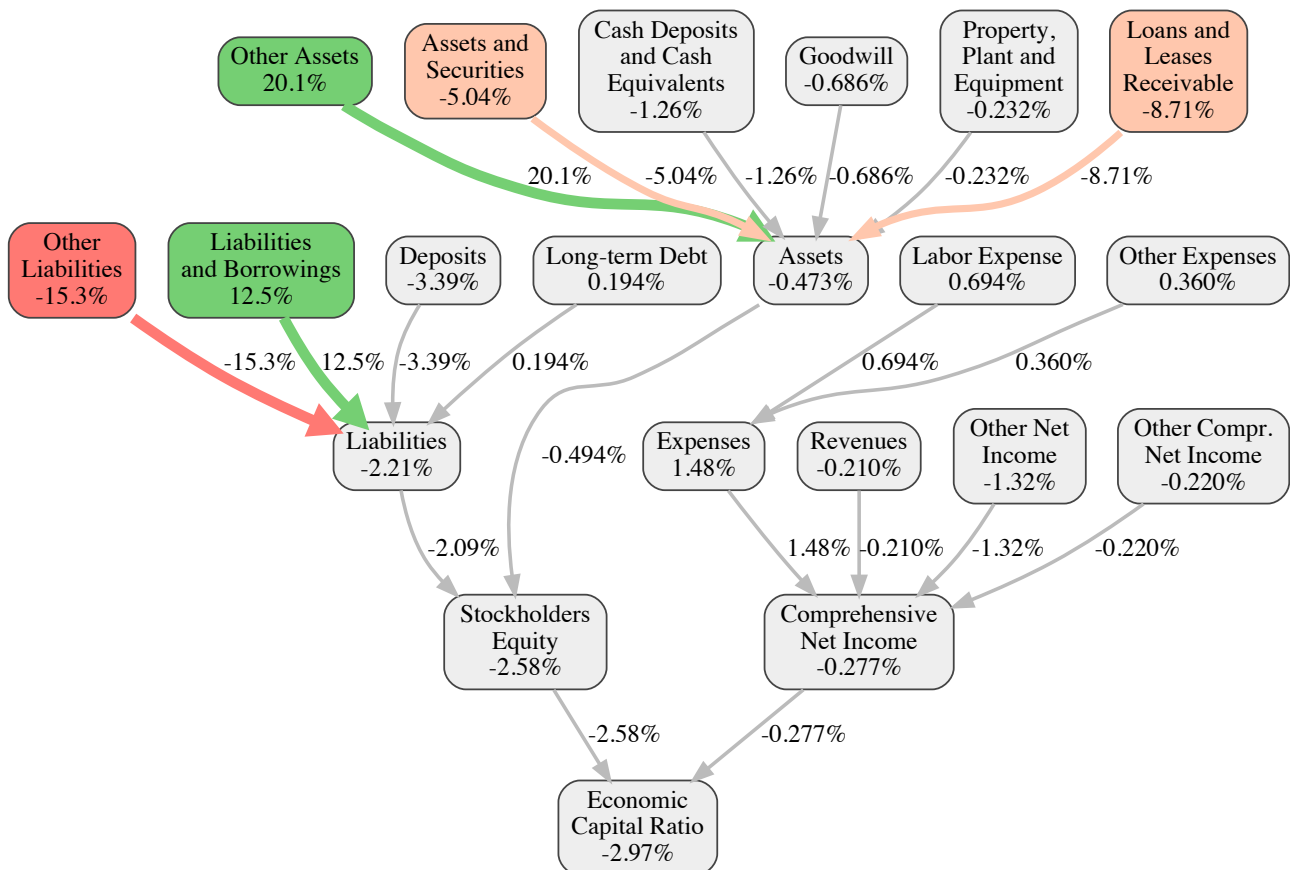 Other Assets
20.1%
Assets and
Securities
-5.04%
Cash Deposits
and Cash
Equivalents
-1.26%
Goodwill
-0.686%
Property,
Plant and
Equipment
-0.232%
Loans and
Leases
Receivable
-8.71%
20.1%
-5.04%
-1.26%
-0.686%
-0.232%
-8.71%
Other
Liabilities
-15.3%
Liabilities
and Borrowings
12.5%
Deposits
-3.39%
Long-term Debt
0.194%
Assets
-0.473%
Labor Expense
0.694%
Other Expenses
0.360%
-15.3%
12.5%
-3.39%
0.194%
0.694%
0.360%
Liabilities
-2.21%
-0.494%
Expenses
1.48%
Revenues
-0.210%
Other Net
Income
-1.32%
Other Compr.
Net Income
-0.220%
-2.09%
1.48%
-0.210%
-1.32%
-0.220%
Stockholders
Equity
-2.58%
Comprehensive
Net Income
-0.277%
-2.58%
-0.277%
Economic
Capital Ratio
-2.97%